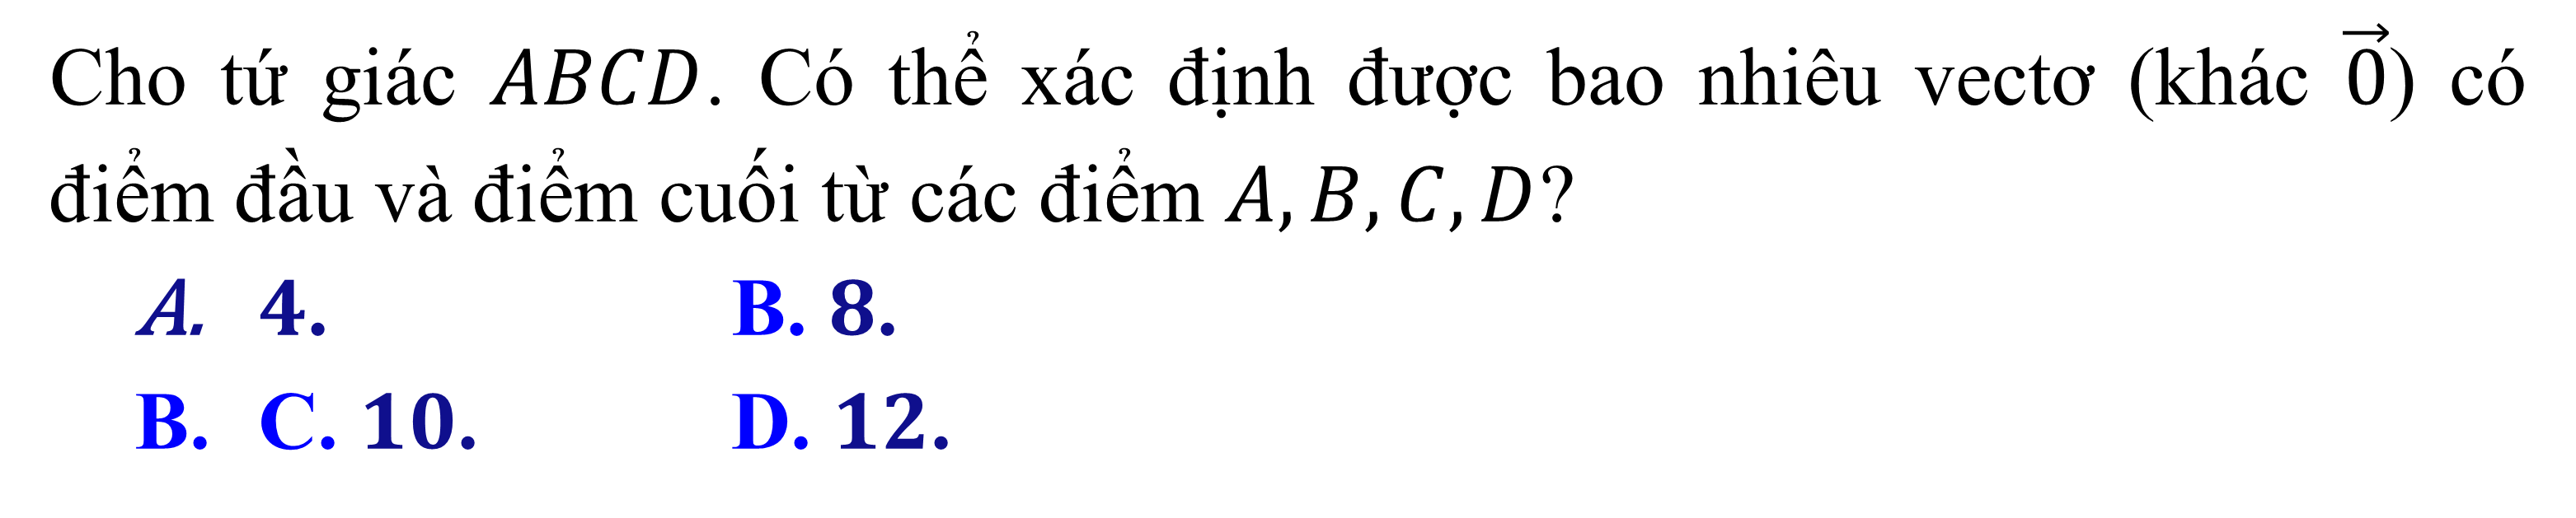 Cho tứ giác ABCD. Có thể xác định được bao nhiêu vectơ (khác \vec{0}) có
điểm đầu và điểm cuối từ các điểm A, B, C, D?
A. 4. B. 8.
B. C. 10. D. 12.